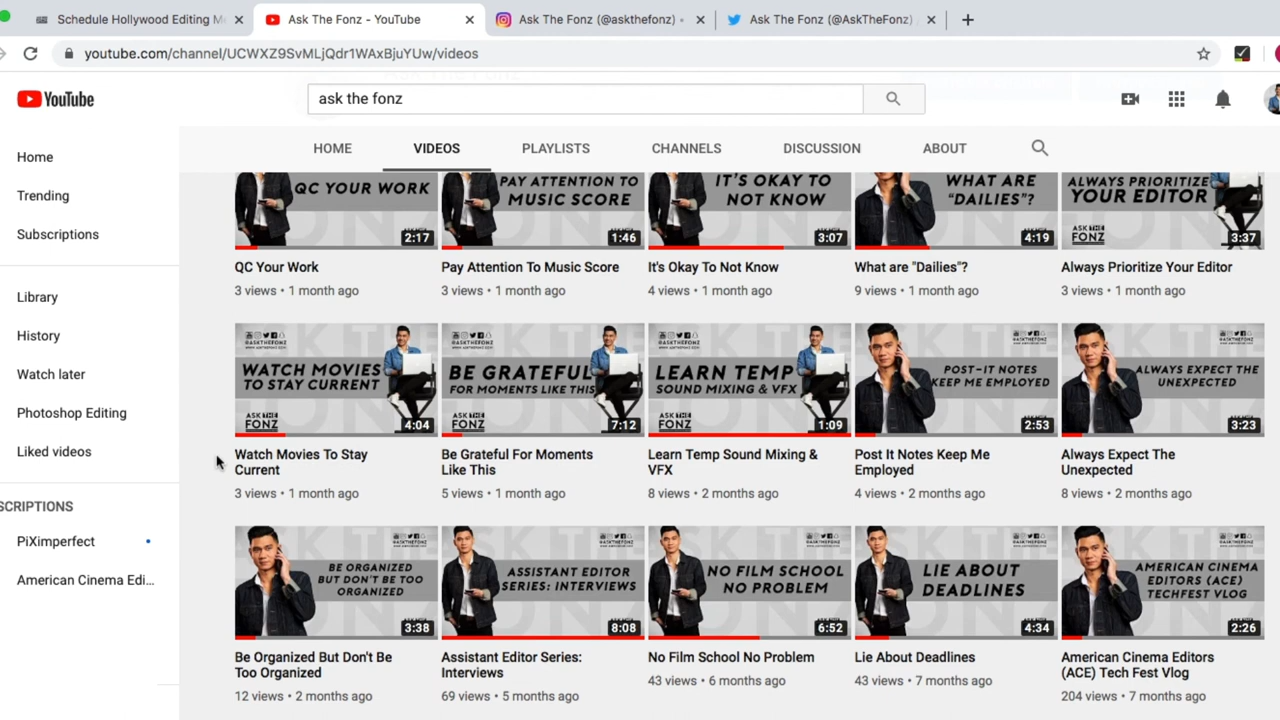 Schedule Hollywood Editing M
Ask The Fonz - YouTube
Ask The Fonz (@askthefonz) •
Ask The Fonz (@AskTheFonz)
youtube.com/channel/UCWXZ9SvMLjQdr1WAxBjuYUw/videos
YouTube
ask the fonz
HOME VIDEOS PLAYLISTS CHANNELS DISCUSSION ABOUT
Home
Trending
Subscriptions
Library
History
Watch later
Photoshop Editing
Liked videos
SCRIPTIONS
PiXimperfect
American Cinema Edi...
QC YOUR WORK
2:17
QC Your Work
3 views • 1 month ago
PAY ATTENTION TO
MUSIC SCORE
1:46
Pay Attention To Music Score
3 views • 1 month ago
IT'S OKAY TO
NOT KNOW
3:07
It's Okay To Not Know
4 views • 1 month ago
WHAT ARE
"DAILIES"?
4:19
What are "Dailies"?
9 views • 1 month ago
ALWAYS PRIORITIZE
YOUR EDITOR
ASK THE
FONZ
3:37
Always Prioritize Your Editor
3 views • 1 month ago
@ASKTHEFONZ
WATCH MOVIES
TO STAY CURRENT
ASK THE
FONZ
4:04
Watch Movies To Stay
Current
3 views • 1 month ago
@ASKTHEFONZ
BE GRATEFUL
FOR MOMENTS LIKE THIS
ASK THE
FONZ
7:12
Be Grateful For Moments
Like This
5 views • 1 month ago
@ASKTHEFONZ
LEARN TEMP
SOUND MIXING & VFX
ASK THE
FONZ
1:09
Learn Temp Sound Mixing &
VFX
8 views • 2 months ago
@ASKTHEFONZ
POST-IT NOTES
KEEP ME EMPLOYED
2:53
Post It Notes Keep Me
Employed
4 views • 2 months ago
@ASKTHEFONZ
ALWAYS EXPECT THE
UNEXPECTED
3:23
Always Expect The
Unexpected
8 views • 2 months ago
@ASKTHEFONZ
BE ORGANIZED
BUT DON'T BE TOO
ORGANIZED
3:38
Be Organized But Don't Be
Too Organized
12 views • 2 months ago
@ASKTHEFONZ
ASSISTANT EDITOR
SERIES: INTERVIEWS
8:08
Assistant Editor Series:
Interviews
69 views • 5 months ago
@ASKTHEFONZ
NO FILM SCHOOL
NO PROBLEM
6:52
No Film School No Problem
43 views • 6 months ago
@ASKTHEFONZ
LIE ABOUT
DEADLINES
4:34
Lie About Deadlines
43 views • 7 months ago
@ASKTHEFONZ
AMERICAN CINEMA
EDITORS (ACE)
TECHFEST VLOG
2:26
American Cinema Editors
(ACE) Tech Fest Vlog
204 views • 7 months ago